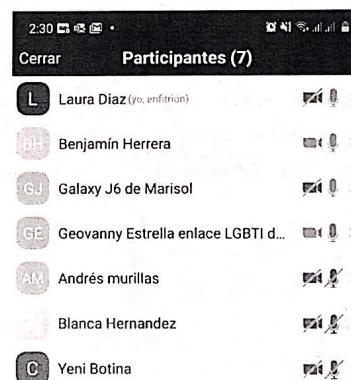 2:30
Cerrar Participantes (7)
L Laura Diaz (yo, anfitrión)
BH Benjamín Herrera
GJ Galaxy J6 de Marisol
GE Geovanny Estrella enlace LGBTI d...
AM Andrés murillas
Blanca Hernandez
C Yeni Botina